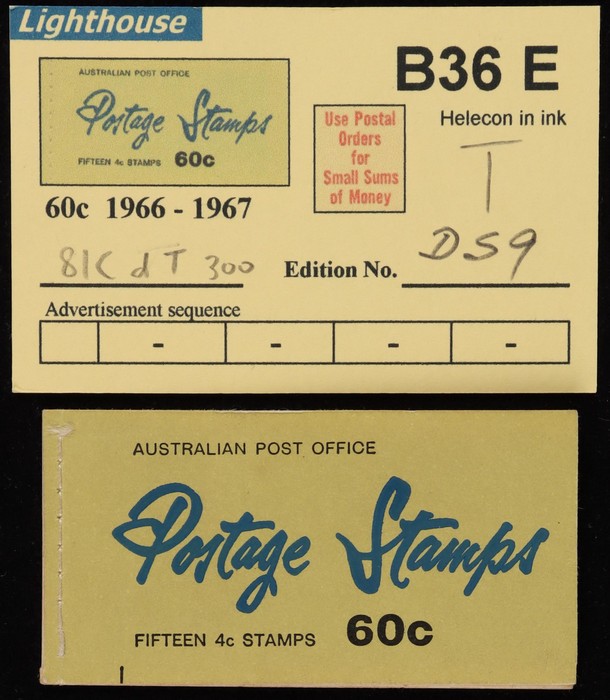 Lighthouse
B36 E
AUSTRALIAN POST OFFICE
Postage Stamps
FIFTEEN 4c STAMPS 60c
Use Postal
Orders
for
Small Sums
of Money
Helecon in ink
T
60c 1966 - 1967
81C d T 300
Edition No. DS9
Advertisement sequence
- - - -
AUSTRALIAN POST OFFICE
Postage Stamps
FIFTEEN 4c STAMPS 60c